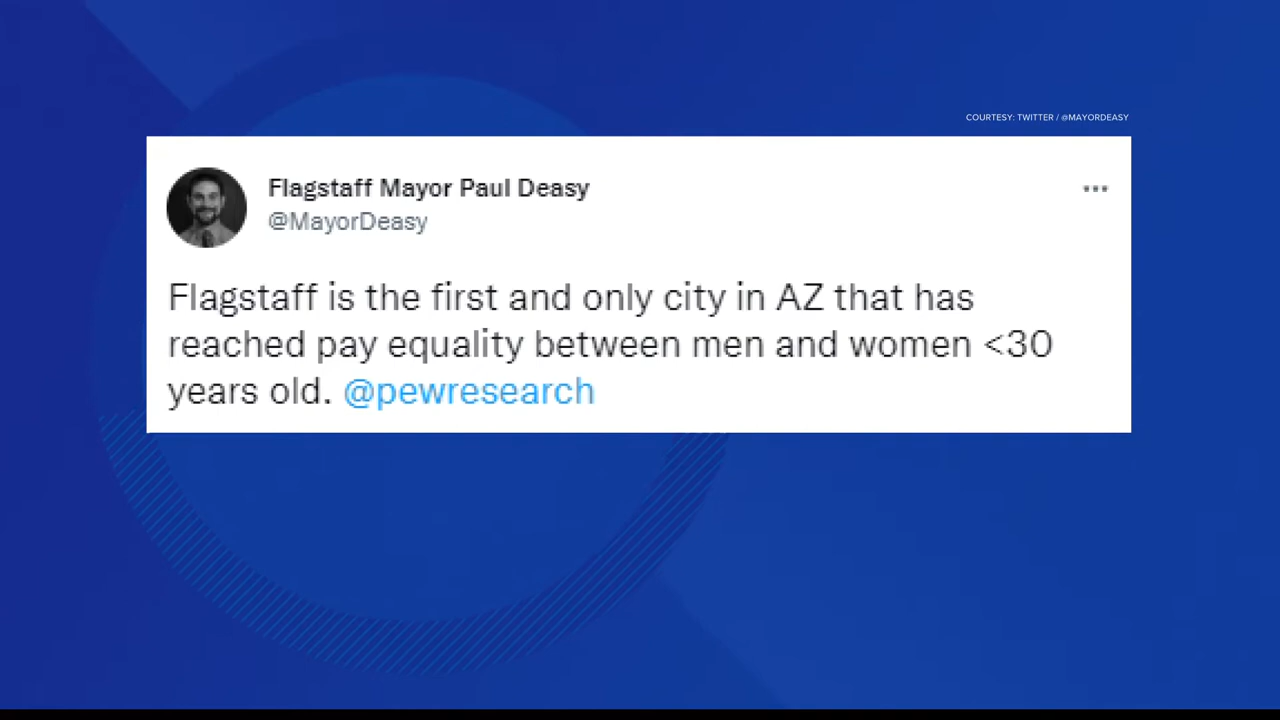 COURTESY: TWITTER / @MAYORDEASY
Flagstaff Mayor Paul Deasy
@MayorDeasy
Flagstaff is the first and only city in AZ that has
reached pay equality between men and women <30
years old. @pewresearch